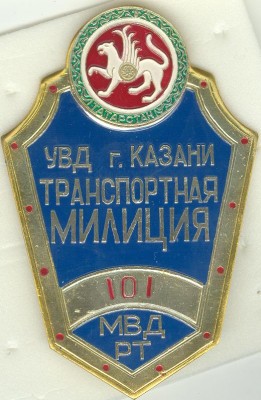 ТАТАРСТАН
УВД г. КАЗАНИ
ТРАНСПОРТНАЯ
МИЛИЦИЯ
101
МВД
РТ